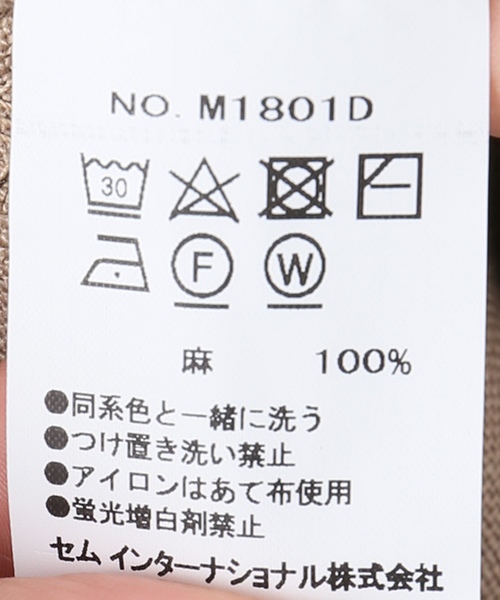 NO. M1801D
30
F W
麻 100%
●同系色と一緒に洗う
●つけ置き洗い禁止
●アイロンはあて布使用
●蛍光増白剤禁止
セム インターナショナル株式会社